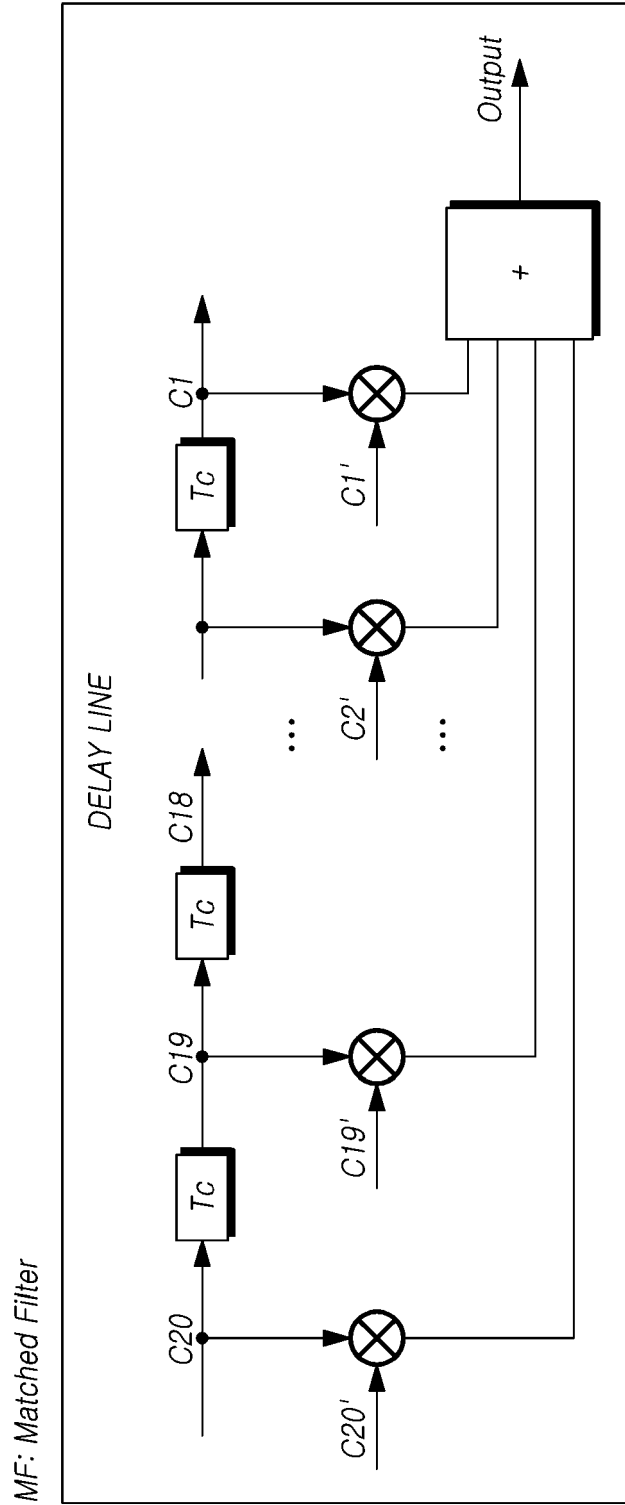 MF: Matched Filter
DELAY LINE
C20
Tc
C19
Tc
C18
Tc
C1
...
C20'
C19'
C2'
C1'
...
+
Output